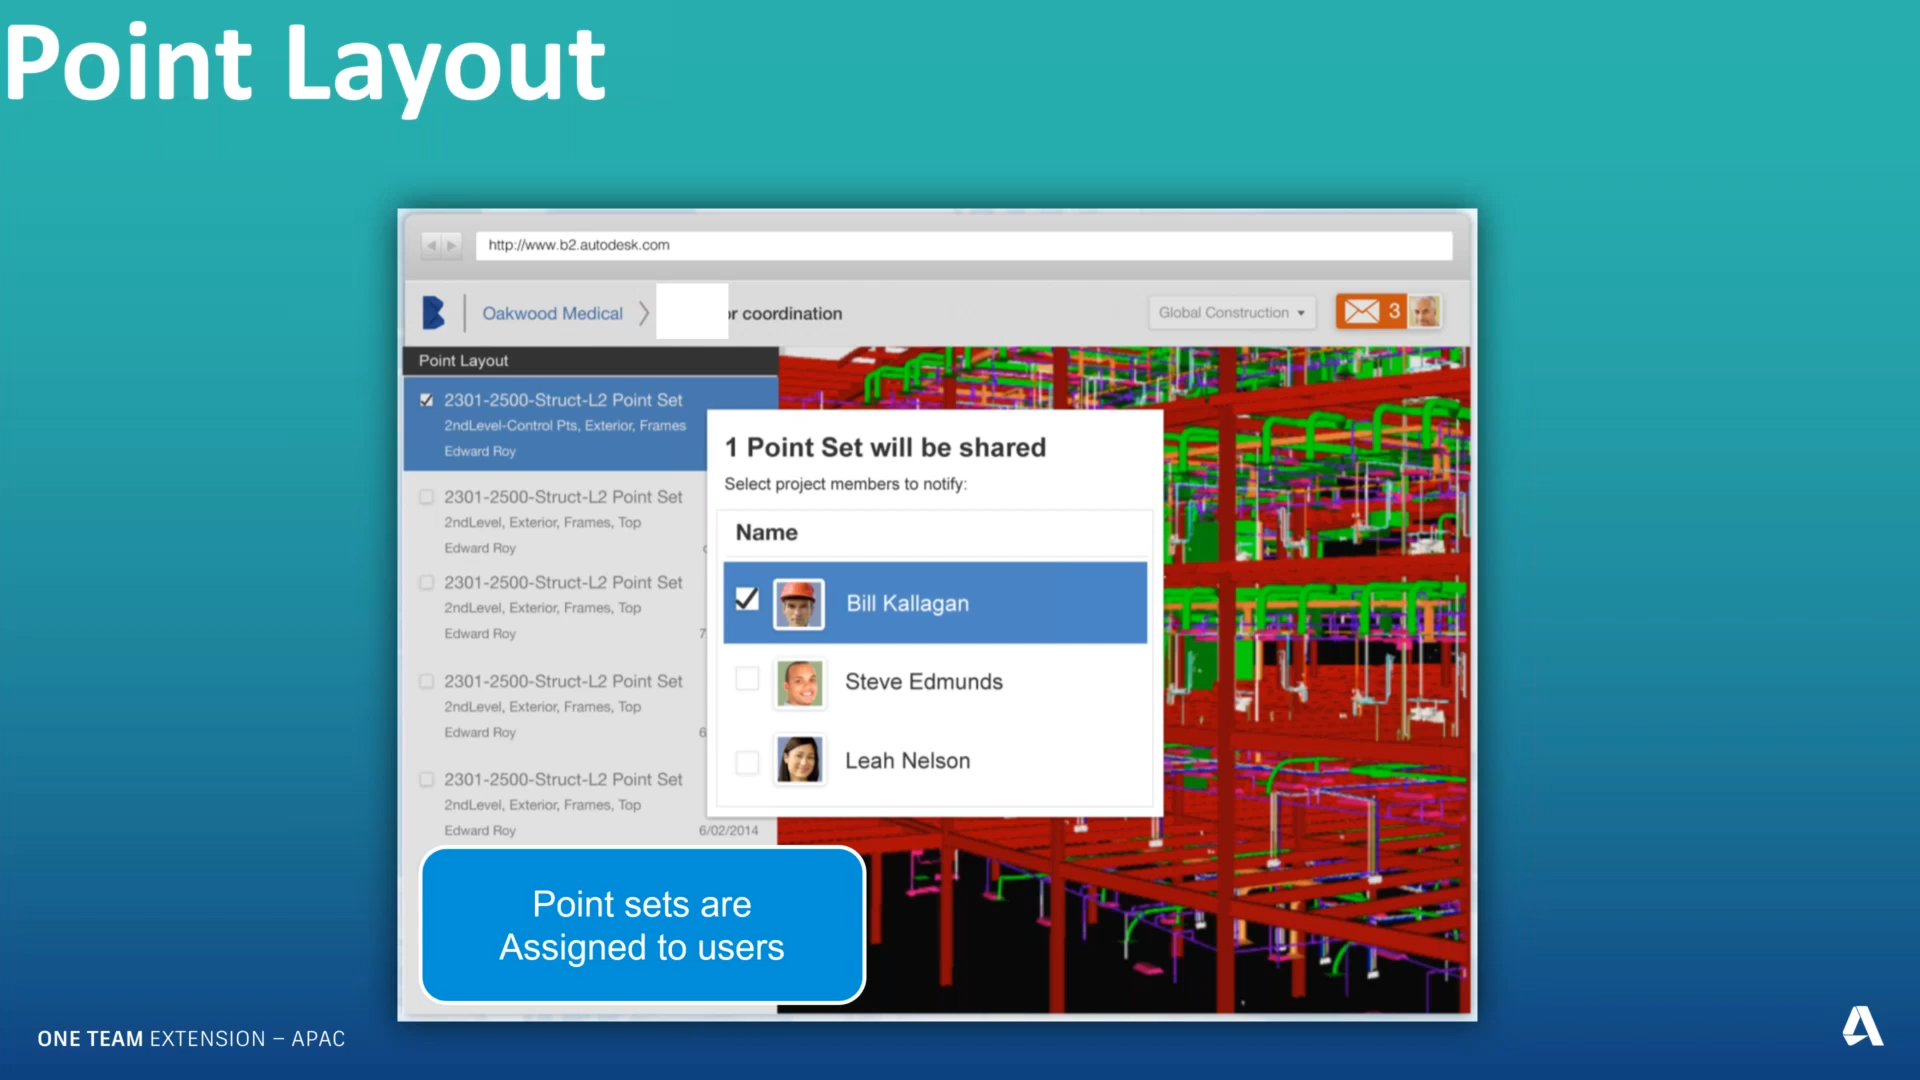 Point Layout
http://www.b2.autodesk.com
Oakwood Medical
r coordination
Global Construction
3
Point Layout
2301-2500-Struct-L2 Point Set
2ndLevel-Control Pts, Exterior, Frames
Edward Roy
2301-2500-Struct-L2 Point Set
2ndLevel, Exterior, Frames, Top
Edward Roy
2301-2500-Struct-L2 Point Set
2ndLevel, Exterior, Frames, Top
Edward Roy
7
2301-2500-Struct-L2 Point Set
2ndLevel, Exterior, Frames, Top
Edward Roy
6
2301-2500-Struct-L2 Point Set
2ndLevel, Exterior, Frames, Top
Edward Roy
6/02/2014
1 Point Set will be shared
Select project members to notify:
Name
Bill Kallagan
Steve Edmunds
Leah Nelson
Point sets are
Assigned to users
ONE TEAM EXTENSION – APAC